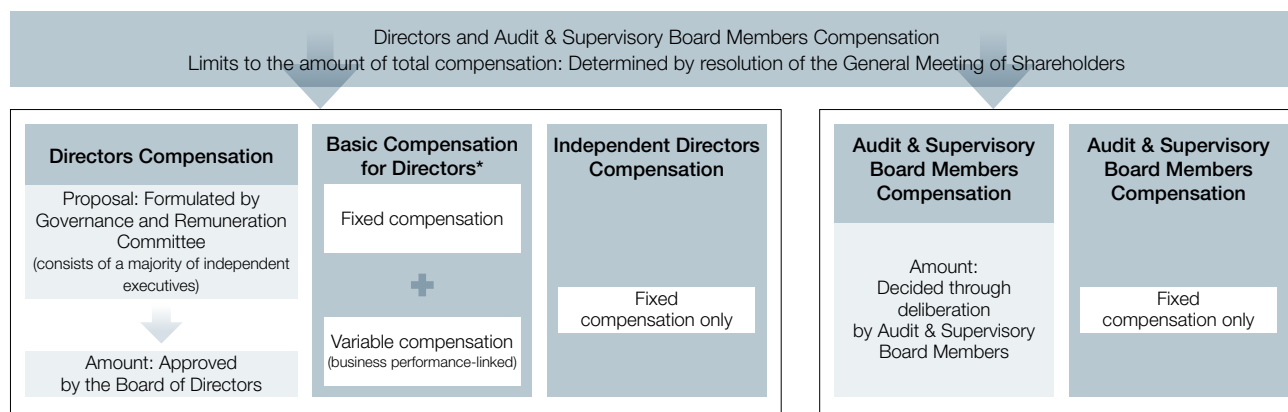 Directors and Audit & Supervisory Board Members Compensation
Limits to the amount of total compensation: Determined by resolution of the General Meeting of Shareholders
Directors Compensation
Proposal: Formulated by
Governance and Remuneration
Committee
(consists of a majority of independent
executives)
Amount: Approved
by the Board of Directors
Basic Compensation
for Directors*
Fixed compensation
Variable compensation
(business performance-linked)
Independent Directors
Compensation
Fixed
compensation only
Audit & Supervisory
Board Members
Compensation
Amount:
Decided through
deliberation
by Audit & Supervisory
Board Members
Audit & Supervisory
Board Members
Compensation
Fixed
compensation only